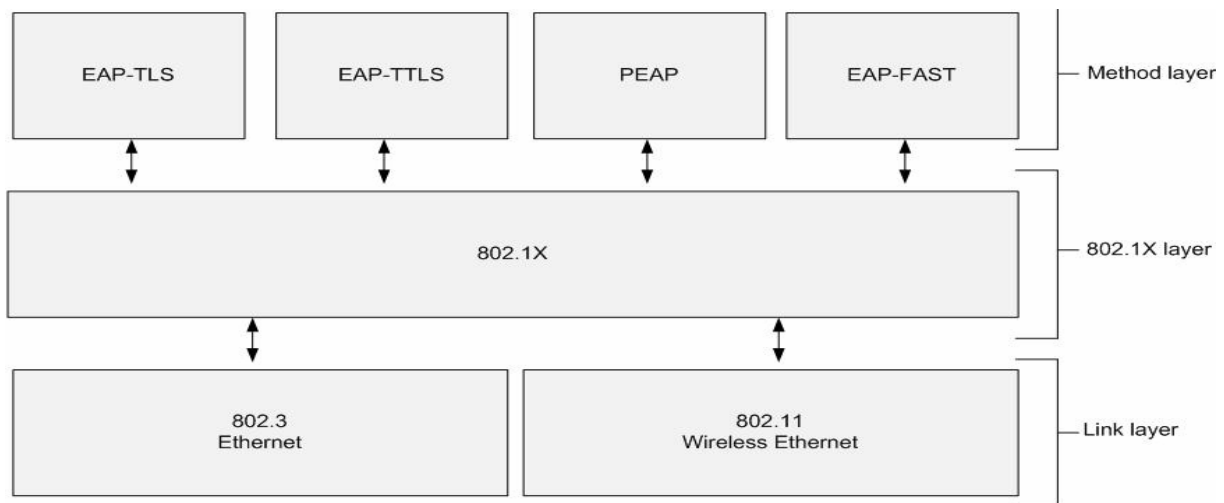 EAP-TLS
EAP-TTLS
PEAP
EAP-FAST
Method layer
802.1X
802.1X layer
802.3
Ethernet
802.11
Wireless Ethernet
Link layer